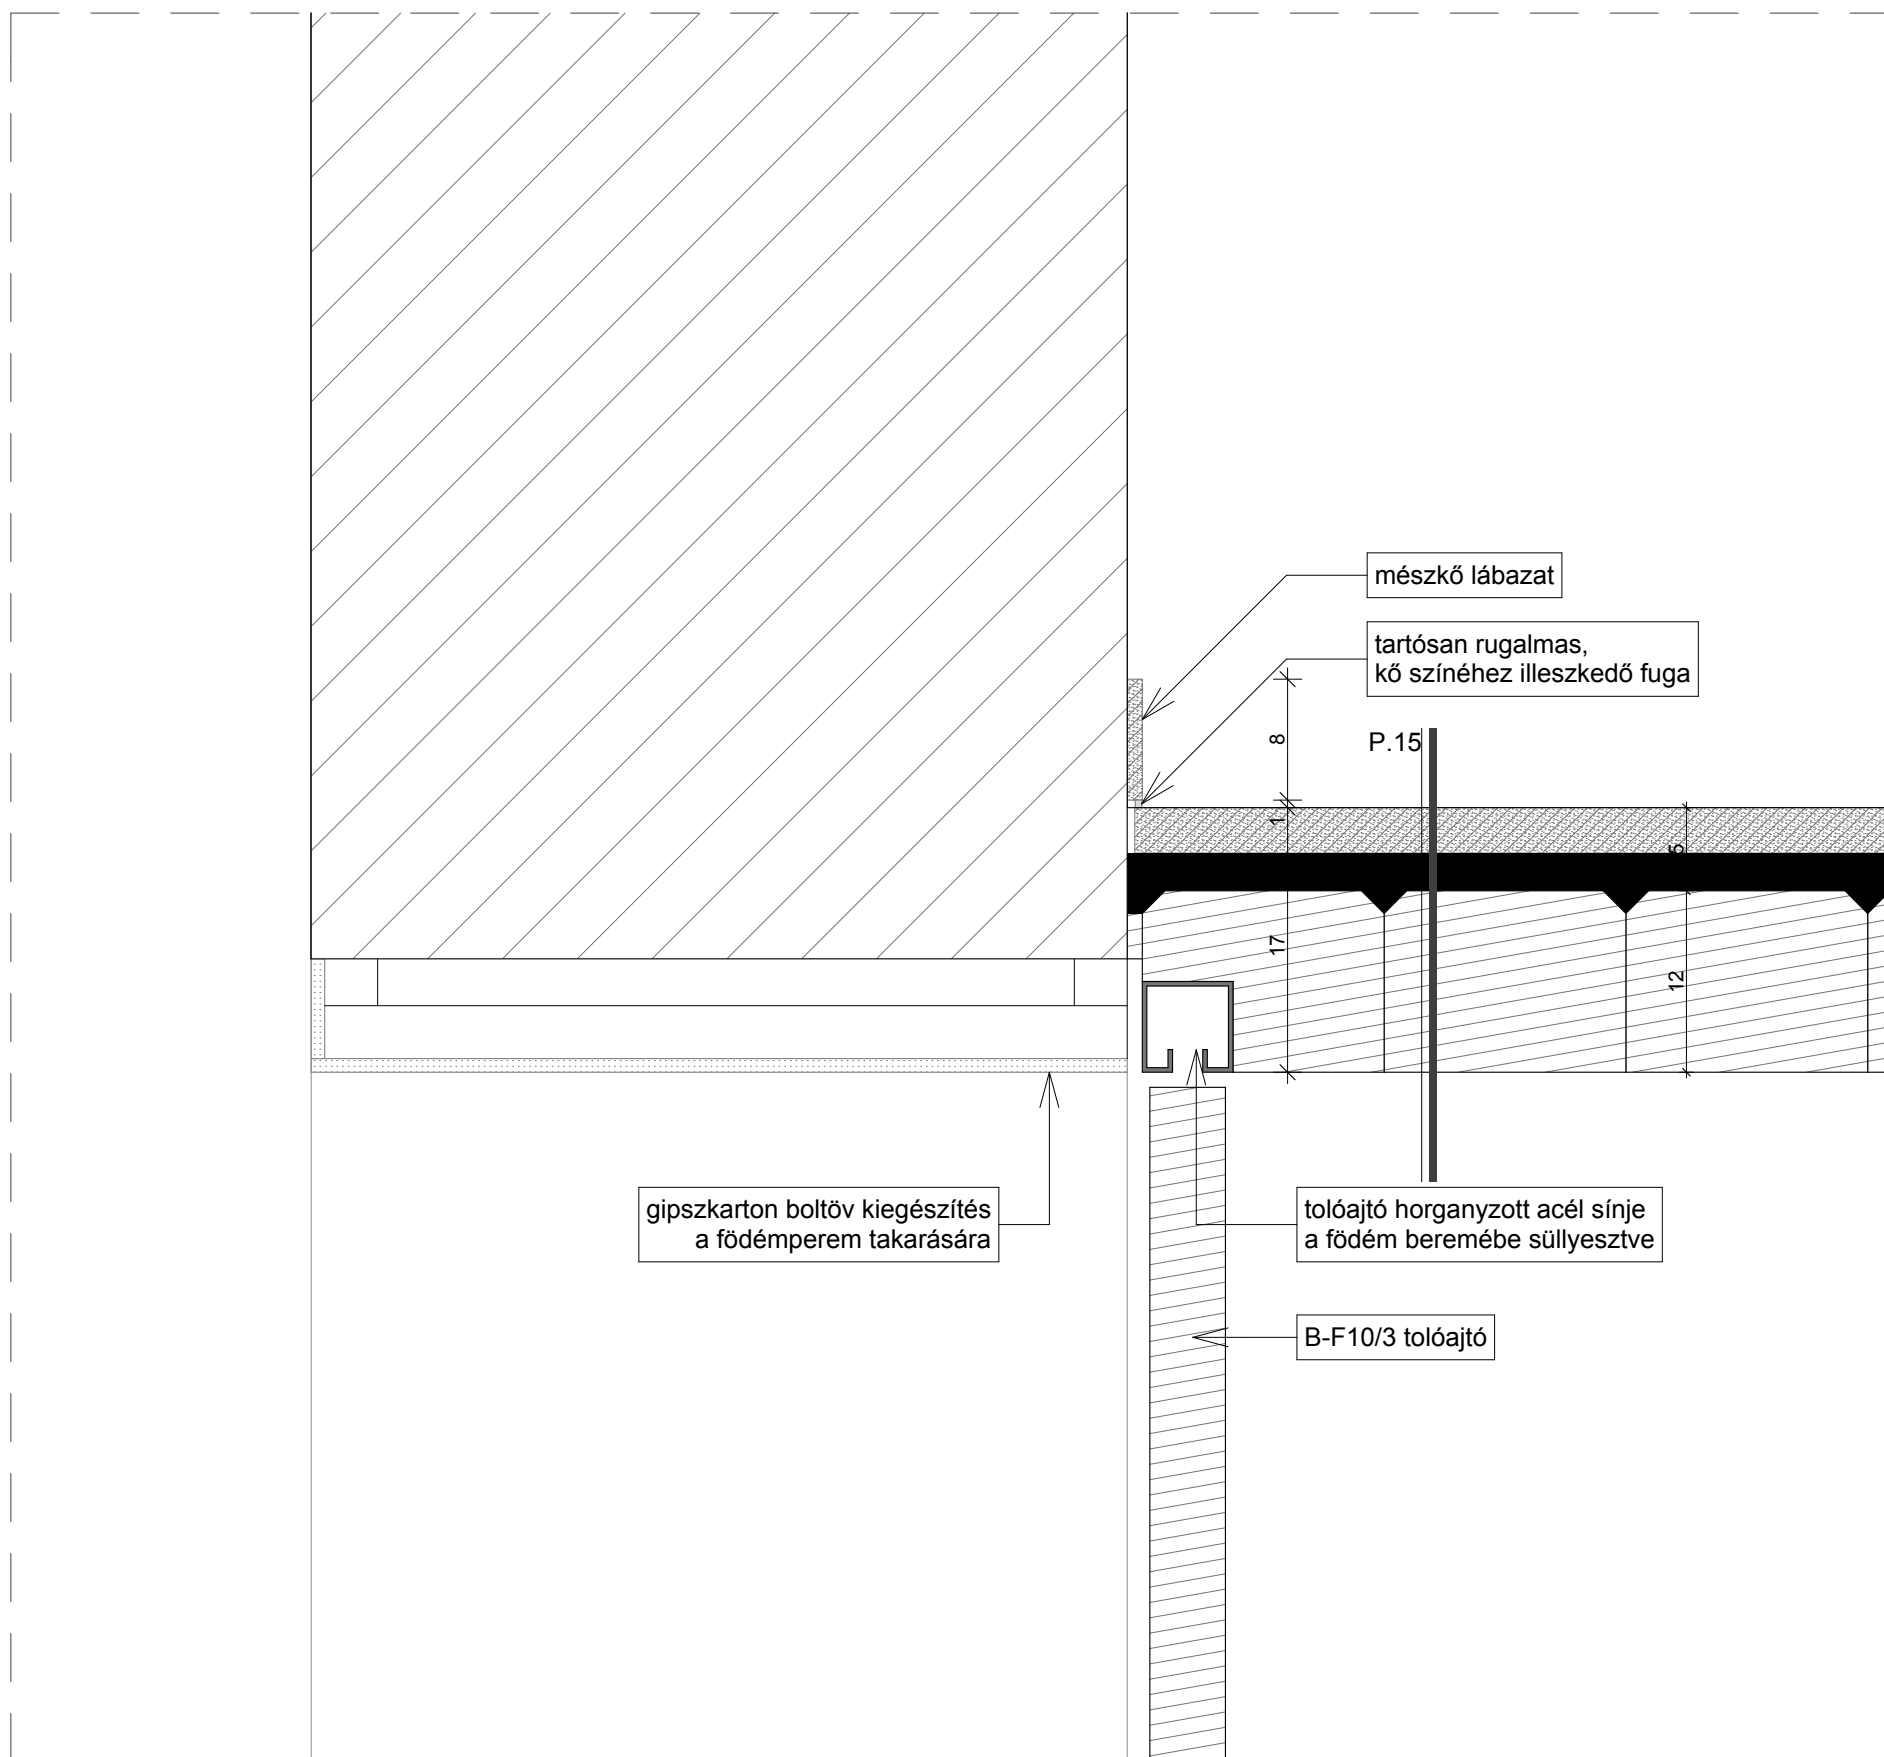 mészkő lábazat
tartósan rugalmas,
kő színéhez illeszkedő fuga
8
P.15
1
5
17
12
gipszkarton boltöv kiegészítés
a födémperem takarására
tolóajtó horganyzott acél sínje
a födém beremébe süllyesztve
B-F10/3 tolóajtó